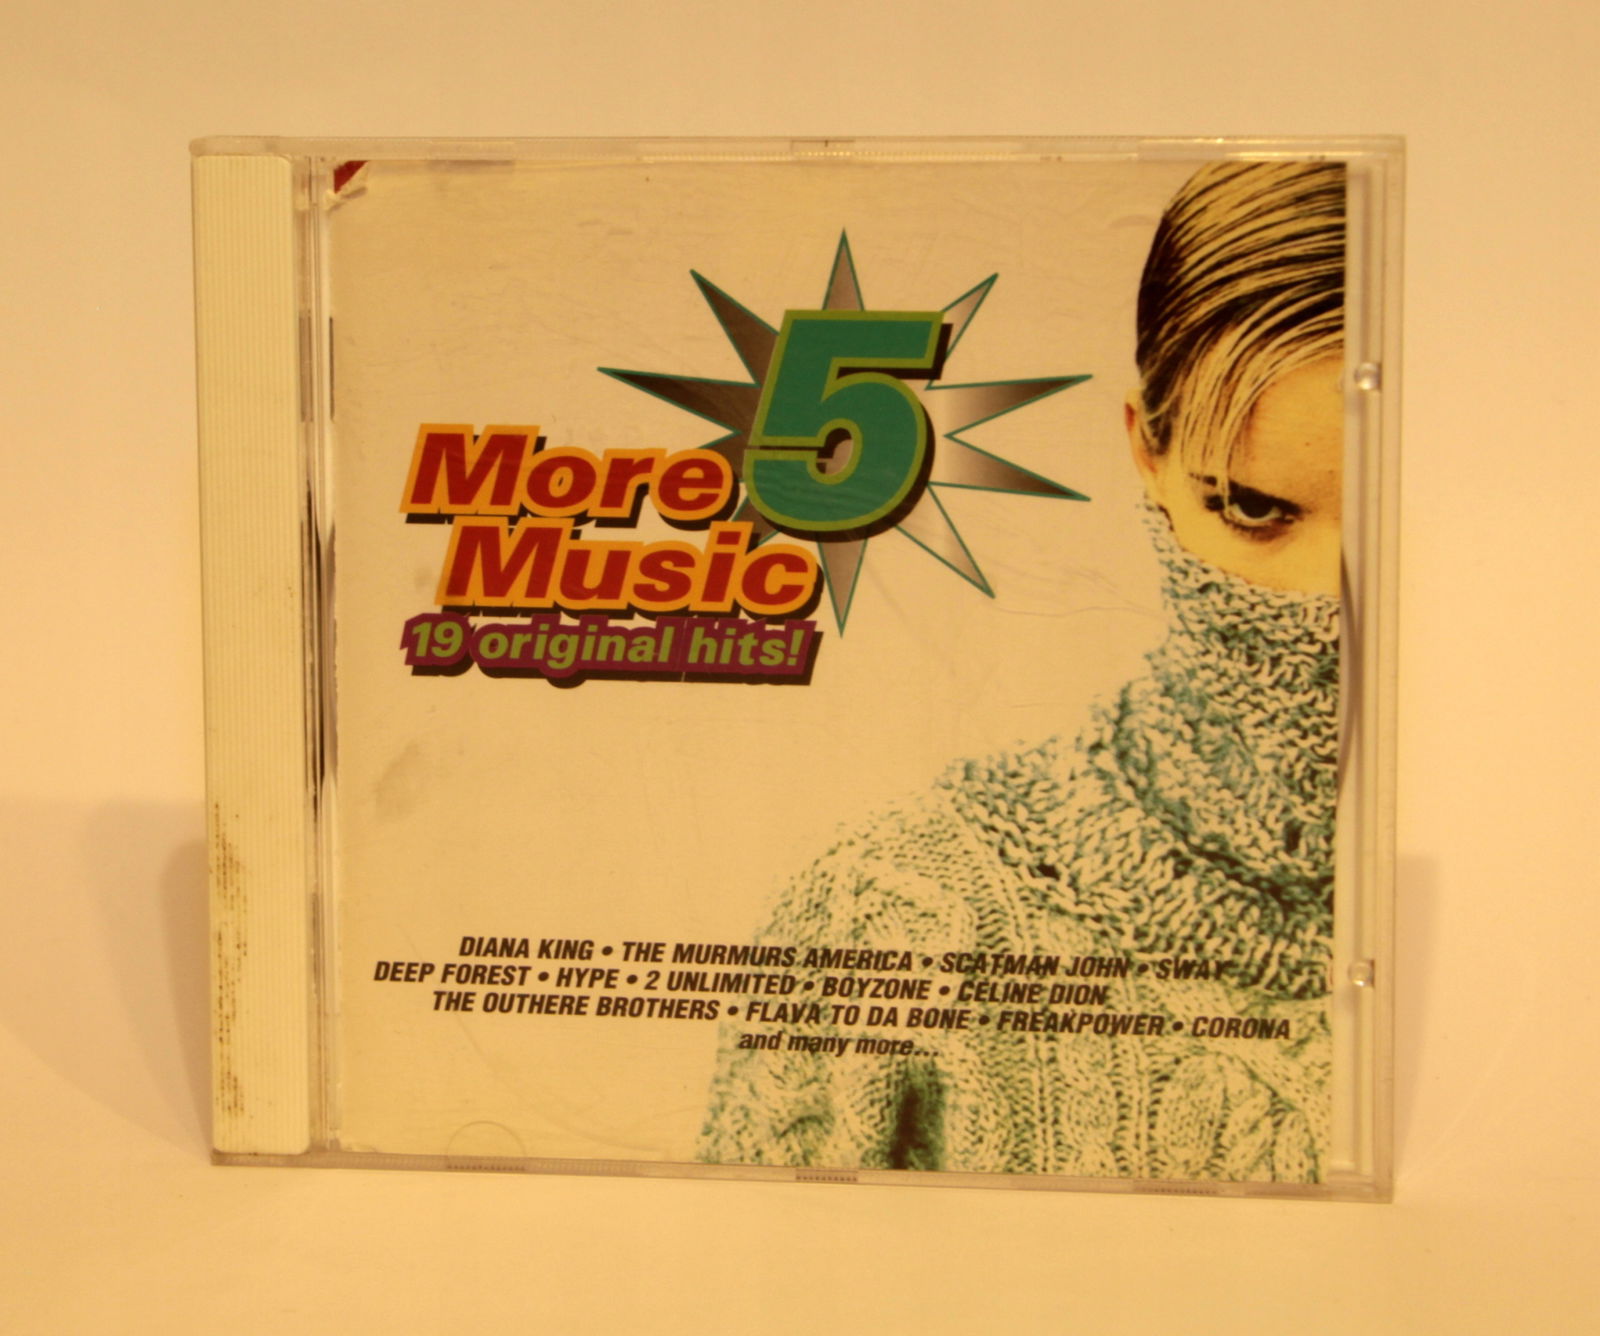 5
More
Music
19 original hits!
DIANA KING • THE MURMURS AMERICA • SCATMAN JOHN • SWAY
DEEP FOREST • HYPE • 2 UNLIMITED • BOYZONE • CELINE DION
THE OUTHERE BROTHERS • FLAVA TO DA BONE • FREAKPOWER • CORONA
and many more...